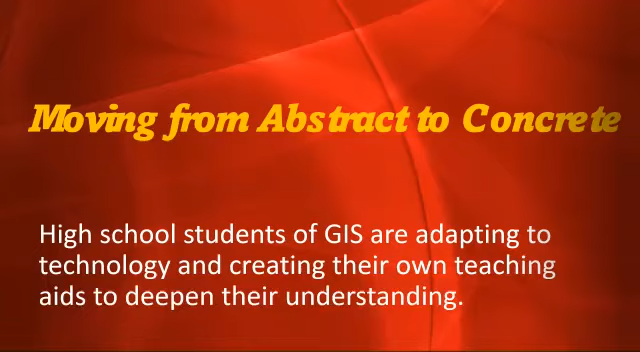 Moving from Abstract to Concrete
High school students of GIS are adapting to
technology and creating their own teaching
aids to deepen their understanding.